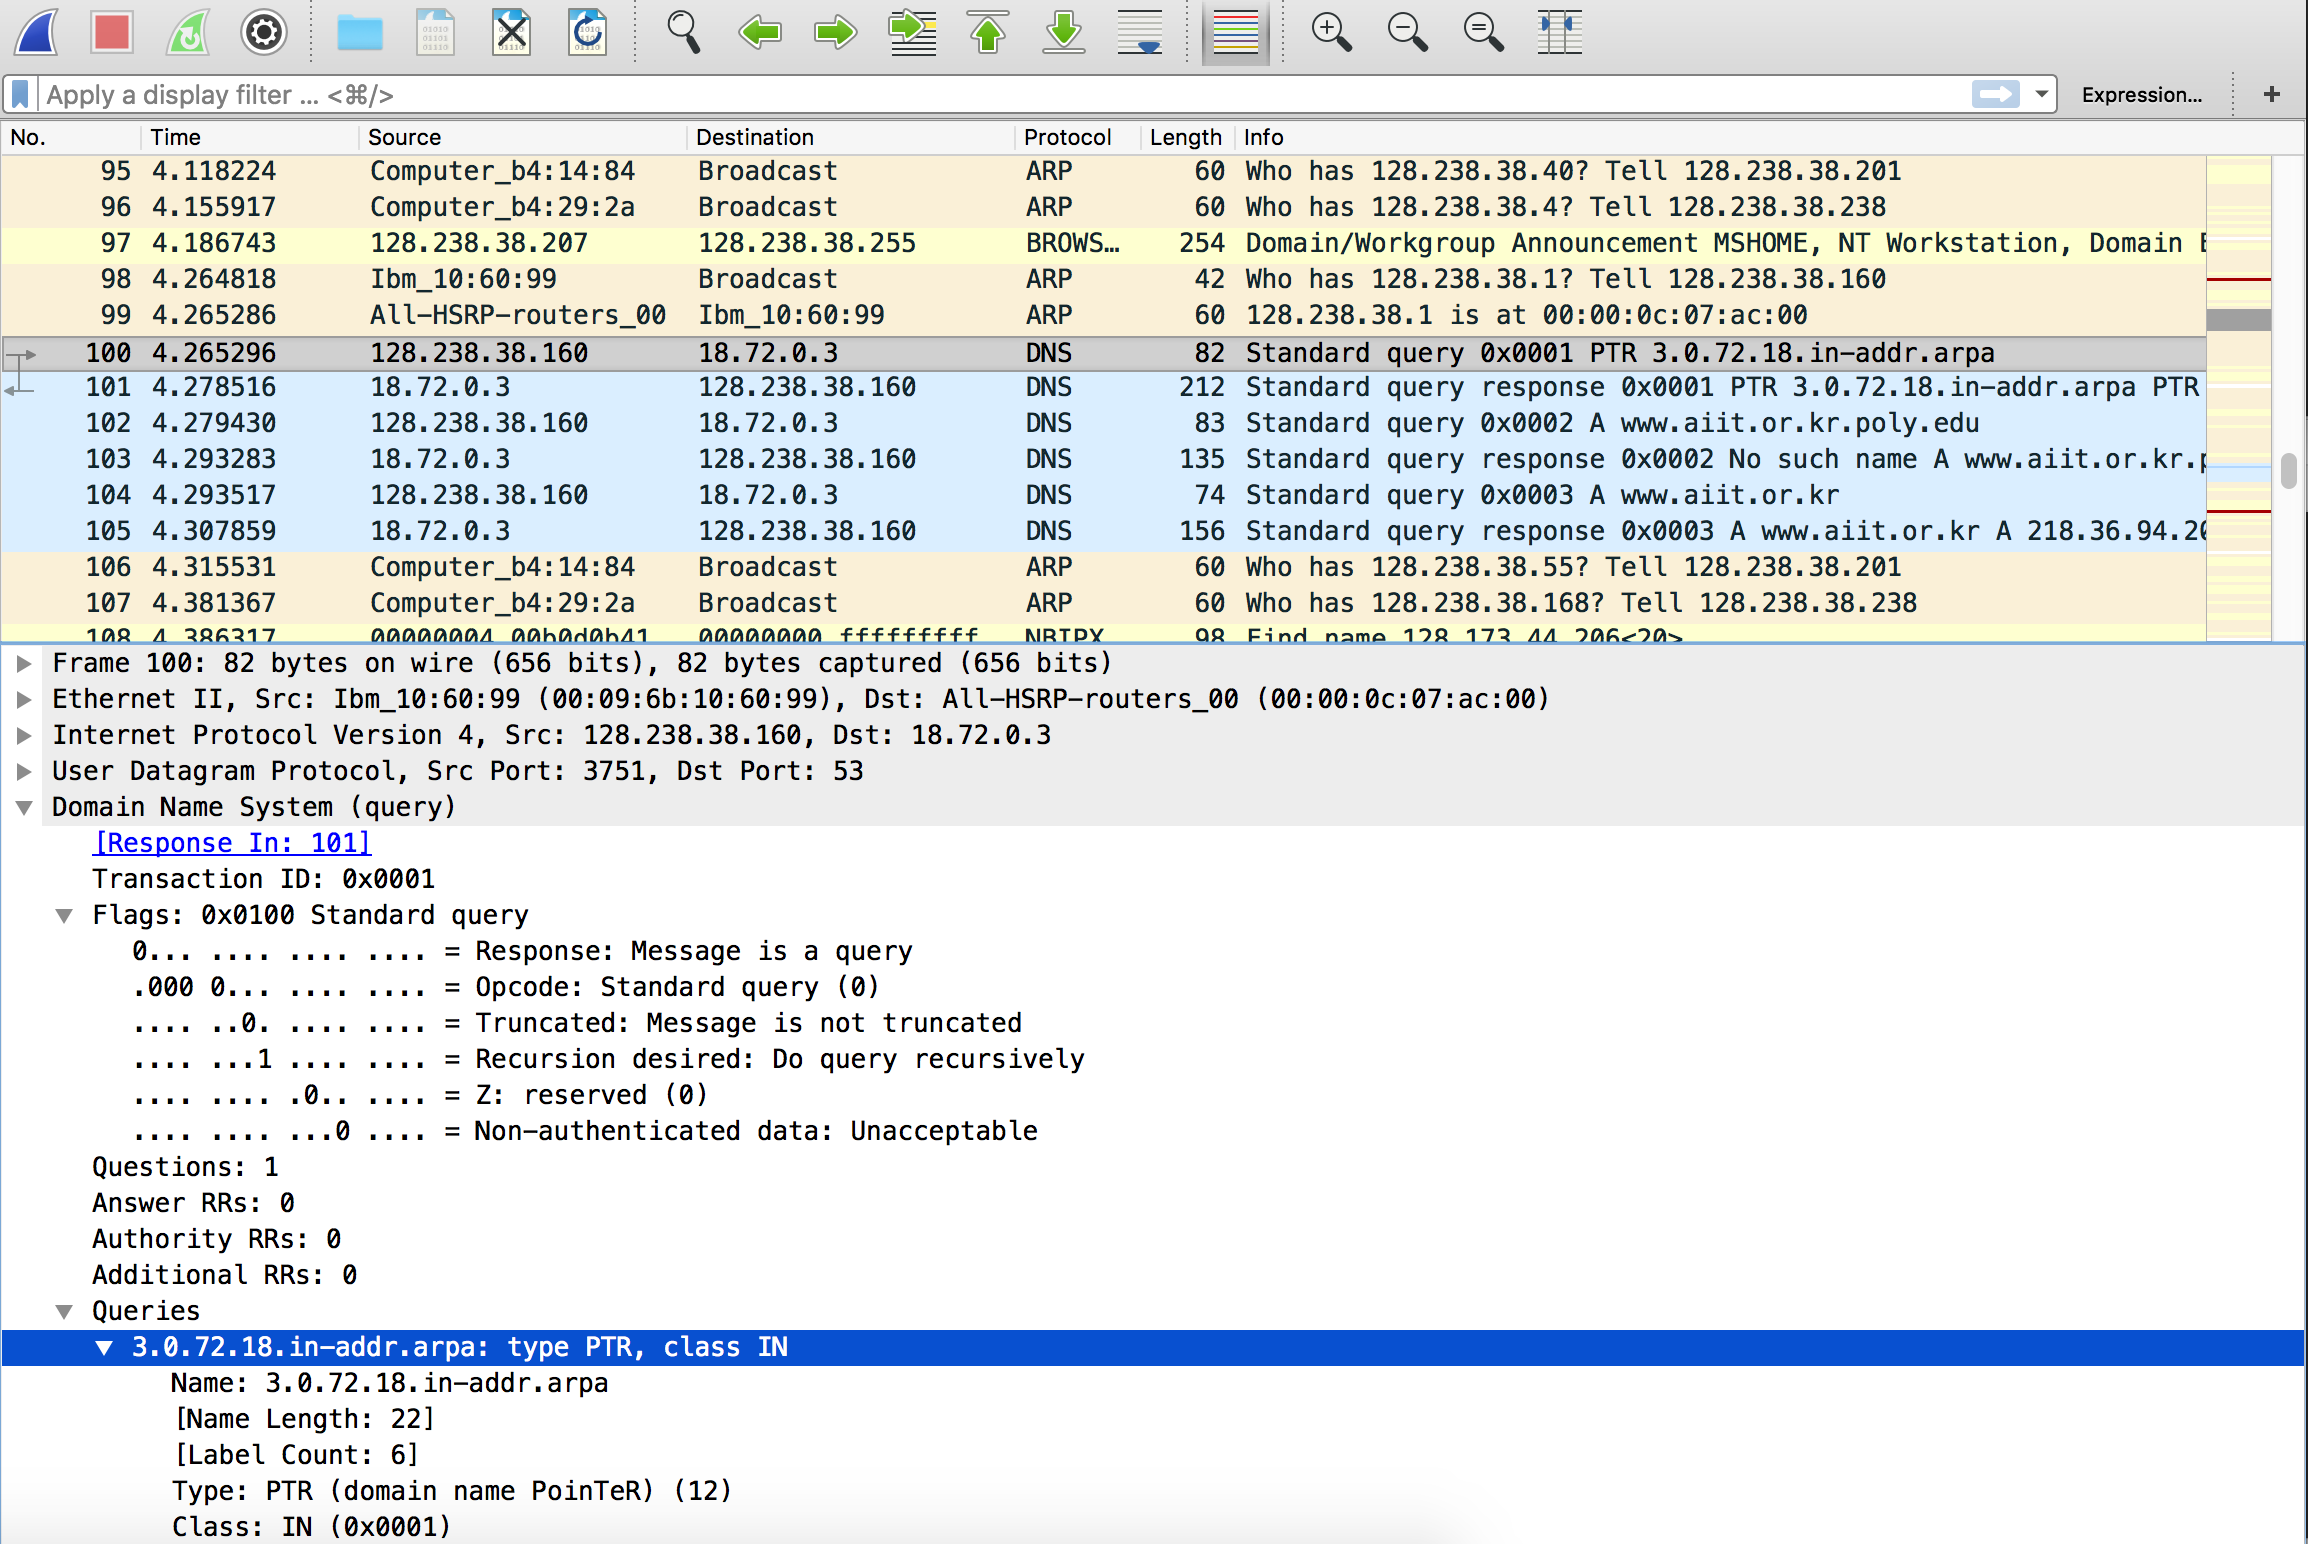 Apply a display filter ... <⌘/>
Expression...
+
No. Time Source Destination Protocol Length Info
95 4.118224 Computer_b4:14:84 Broadcast ARP 60 Who has 128.238.38.40? Tell 128.238.38.201
96 4.155917 Computer_b4:29:2a Broadcast ARP 60 Who has 128.238.38.4? Tell 128.238.38.238
97 4.186743 128.238.38.207 128.238.38.255 BROWS… 254 Domain/Workgroup Announcement MSHOME, NT Workstation, Domain
98 4.264818 Ibm_10:60:99 Broadcast ARP 42 Who has 128.238.38.1? Tell 128.238.38.160
99 4.265286 All-HSRP-routers_00 Ibm_10:60:99 ARP 60 128.238.38.1 is at 00:00:0c:07:ac:00
100 4.265296 128.238.38.160 18.72.0.3 DNS 82 Standard query 0x0001 PTR 3.0.72.18.in-addr.arpa
101 4.278516 18.72.0.3 128.238.38.160 DNS 212 Standard query response 0x0001 PTR 3.0.72.18.in-addr.arpa PTR
102 4.279430 128.238.38.160 18.72.0.3 DNS 83 Standard query 0x0002 A www.aiit.or.kr.poly.edu
103 4.293283 18.72.0.3 128.238.38.160 DNS 135 Standard query response 0x0002 No such name A www.aiit.or.kr.p
104 4.293517 128.238.38.160 18.72.0.3 DNS 74 Standard query 0x0003 A www.aiit.or.kr
105 4.307859 18.72.0.3 128.238.38.160 DNS 156 Standard query response 0x0003 A www.aiit.or.kr A 218.36.94.20
106 4.315531 Computer_b4:14:84 Broadcast ARP 60 Who has 128.238.38.55? Tell 128.238.38.201
107 4.381367 Computer_b4:29:2a Broadcast ARP 60 Who has 128.238.38.168? Tell 128.238.38.238
108 4.386317 00000004.00b0d0b41 00000000.fffffffff NBIPX 98 Find name 128.173.44.206<20>
Frame 100: 82 bytes on wire (656 bits), 82 bytes captured (656 bits)
Ethernet II, Src: Ibm_10:60:99 (00:09:6b:10:60:99), Dst: All-HSRP-routers_00 (00:00:0c:07:ac:00)
Internet Protocol Version 4, Src: 128.238.38.160, Dst: 18.72.0.3
User Datagram Protocol, Src Port: 3751, Dst Port: 53
Domain Name System (query)
[Response In: 101]
Transaction ID: 0x0001
Flags: 0x0100 Standard query
0... .... .... .... = Response: Message is a query
.000 0... .... .... = Opcode: Standard query (0)
.... ..0. .... .... = Truncated: Message is not truncated
.... ...1 .... .... = Recursion desired: Do query recursively
.... .... .0.. .... = Z: reserved (0)
.... .... ...0 .... = Non-authenticated data: Unacceptable
Questions: 1
Answer RRs: 0
Authority RRs: 0
Additional RRs: 0
Queries
3.0.72.18.in-addr.arpa: type PTR, class IN
Name: 3.0.72.18.in-addr.arpa
[Name Length: 22]
[Label Count: 6]
Type: PTR (domain name PoinTeR) (12)
Class: IN (0x0001)